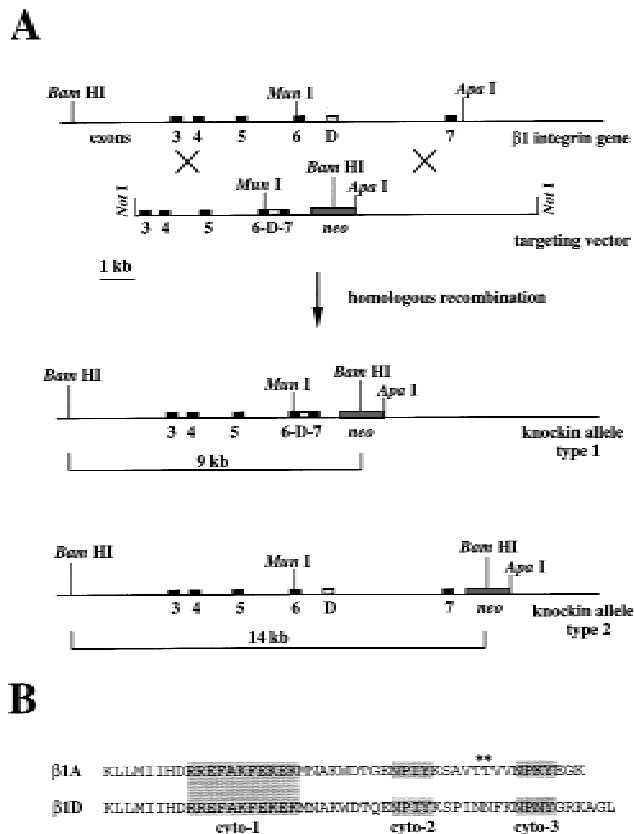 A
Bam HI Mun I Apa I
exons 3 4 5 6 D 7 β1 integrin gene
Not I Mun I Bam HI Apa I Not I
3 4 5 6-D-7 neo targeting vector
1 kb
homologous recombination
Bam HI Mun I Bam HI Apa I
3 4 5 6-D-7 neo knockin allele
type 1
9 kb
Bam HI Mun I Bam HI Apa I
3 4 5 6 D 7 neo knockin allele
type 2
14 kb
B
**
β1A KLLMIIHDRREFAKFEKEKMNAKWDTGENPIYKSAVTTVVNPKYEGK
β1D KLLMIIHDRREFAKFEKEKMNAKWDTQENPIYKSPINNFKNPNYGRKAGL
cyto-1 cyto-2 cyto-3